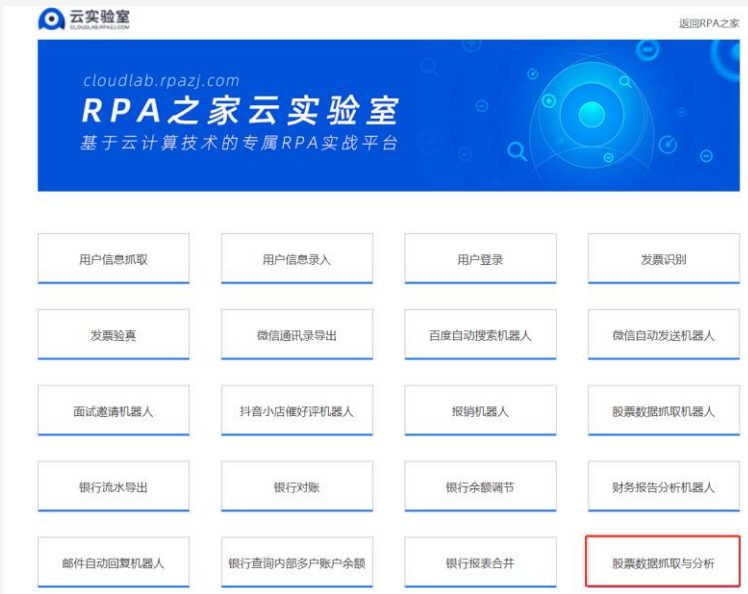 云实验室
CLOUDLAB.RPAZJ.COM
返回RPA之家
cloudlab.rpazj.com
RPA之家云实验室
基于云计算技术的专属RPA实战平台
用户信息抓取
用户信息录入
用户登录
发票识别
发票验真
微信通讯录导出
百度自动搜索机器人
微信自动发送机器人
面试邀请机器人
抖音小店催好评机器人
报销机器人
股票数据抓取机器人
银行流水导出
银行对账
银行余额调节
财务报告分析机器人
邮件自动回复机器人
银行查询内部多户账户余额
银行报表合并
股票数据抓取与分析